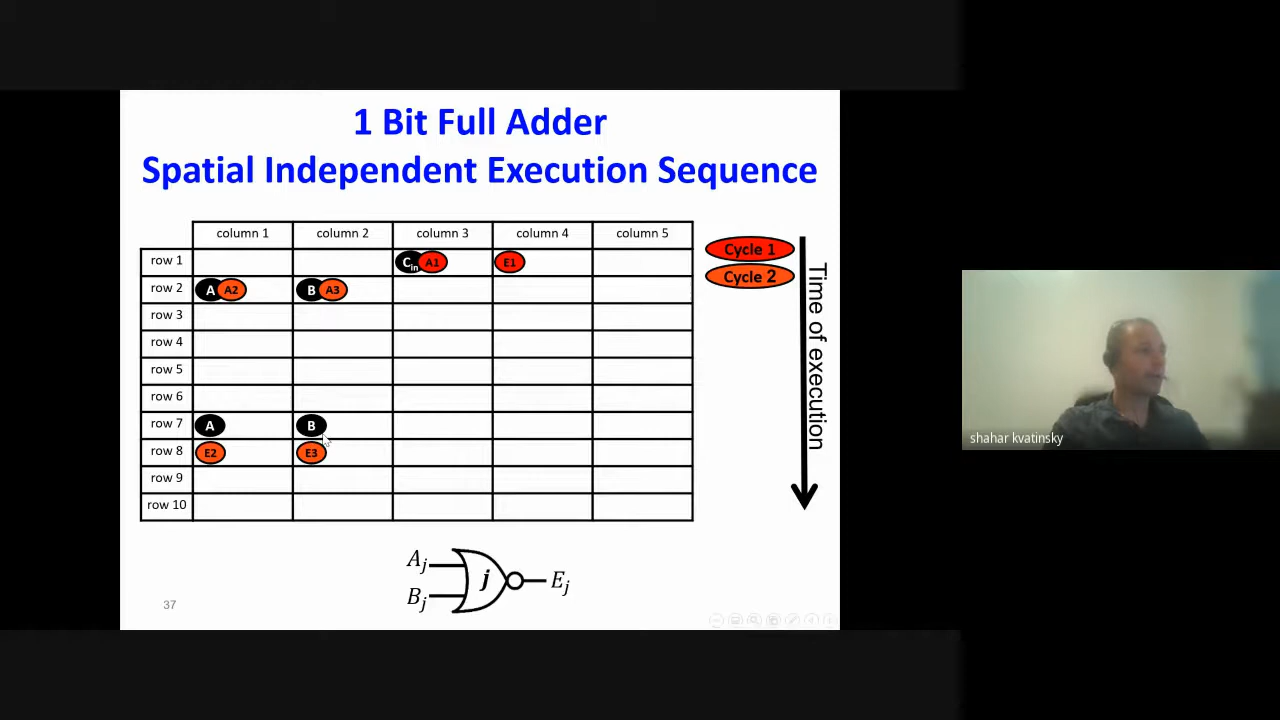 1 Bit Full Adder
Spatial Independent Execution Sequence
column 1 column 2 column 3 column 4 column 5
row 1 Cin A1 E1
row 2 A A2 B A3
row 3
row 4
row 5
row 6
row 7 A B
row 8 E2 E3
row 9
row 10
Cycle 1
Cycle 2
Time of execution
Aj
Bj
j
Ej
37
shahar kvatinsky